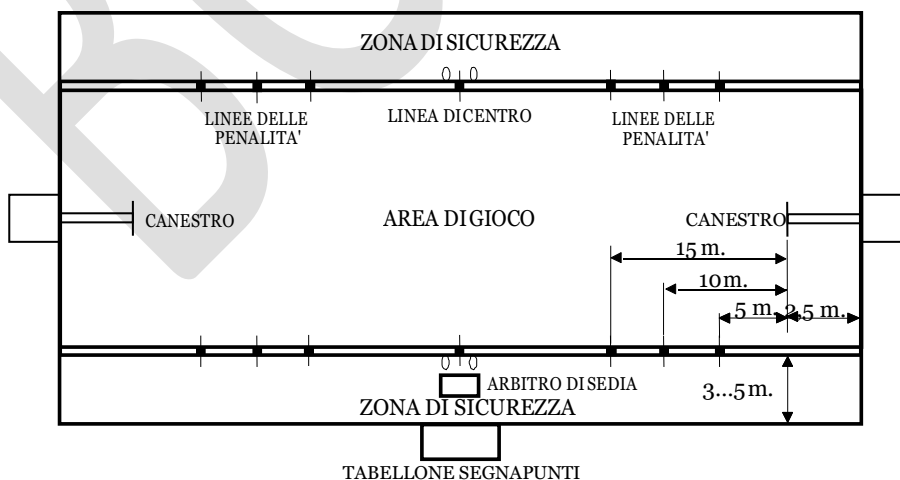 ZONA DI SICUREZZA
LINEE DELLE
PENALITA'
LINEA DI CENTRO
LINEE DELLE
PENALITA'
CANESTRO
AREA DI GIOCO
CANESTRO
15 m.
10 m.
5 m.
2,5 m.
ARBITRO DI SEDIA
3...5 m.
ZONA DI SICUREZZA
TABELLONE SEGNAPUNTI